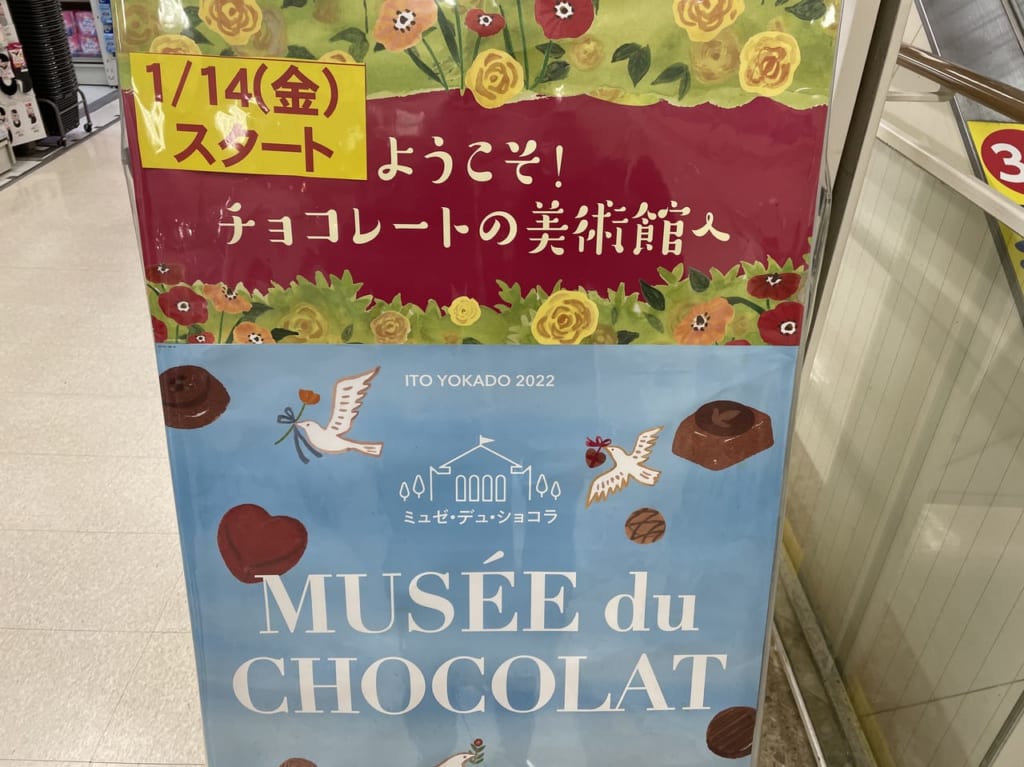 1/14(金)
スタート
ようこそ!
チョコレートの美術館へ
ITO YOKADO 2022
ミュゼ・デュ・ショコラ
MUSÉE du
CHOCOLAT
3